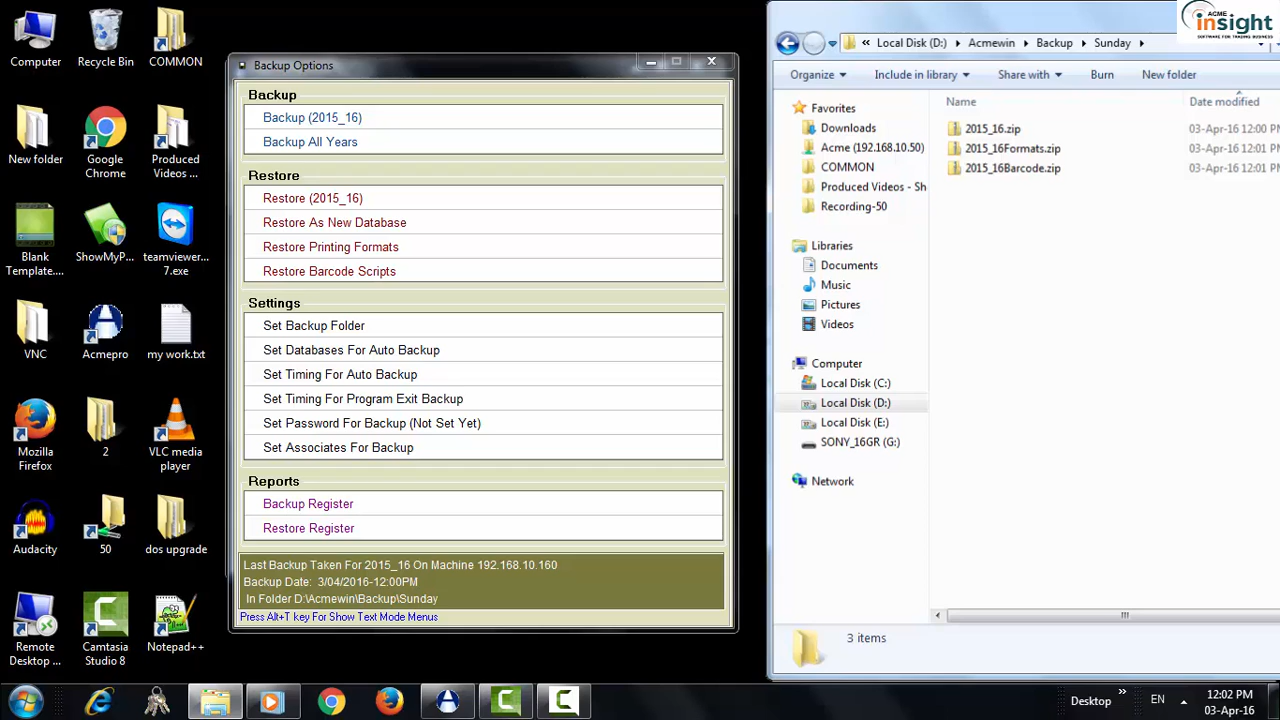 Computer
Recycle Bin
COMMON
New folder
Google
Chrome
Produced
Videos ...
Blank
Template....
ShowMyP...
teamviewer...
7.exe
VNC
Acmepro
my work.txt
Mozilla
Firefox
2
VLC media
player
Audacity
50
dos upgrade
Remote
Desktop ...
Camtasia
Studio 8
Notepad++
Backup Options
Backup
Backup (2015_16)
Backup All Years
Restore
Restore (2015_16)
Restore As New Database
Restore Printing Formats
Restore Barcode Scripts
Settings
Set Backup Folder
Set Databases For Auto Backup
Set Timing For Auto Backup
Set Timing For Program Exit Backup
Set Password For Backup (Not Set Yet)
Set Associates For Backup
Reports
Backup Register
Restore Register
Last Backup Taken For 2015_16 On Machine 192.168.10.160
Backup Date: 3/04/2016-12:00PM
In Folder D:\Acmewin\Backup\Sunday
Press Alt+T key For Show Text Mode Menus
ACME
insight
SOFTWARE FOR TRADING BUSINESS
« Local Disk (D:) Acmewin Backup Sunday
Organize Include in library Share with Burn New folder
Name Date modified
2015_16.zip 03-Apr-16 12:00 P
2015_16Formats.zip 03-Apr-16 12:01 P
2015_16Barcode.zip 03-Apr-16 12:01 P
Favorites
Downloads
Acme (192.168.10.50)
COMMON
Produced Videos - Sh
Recording-50
Libraries
Documents
Music
Pictures
Videos
Computer
Local Disk (C:)
Local Disk (D:)
Local Disk (E:)
SONY_16GR (G:)
Network
3 items
Desktop » EN 12:02 PM
03-Apr-16